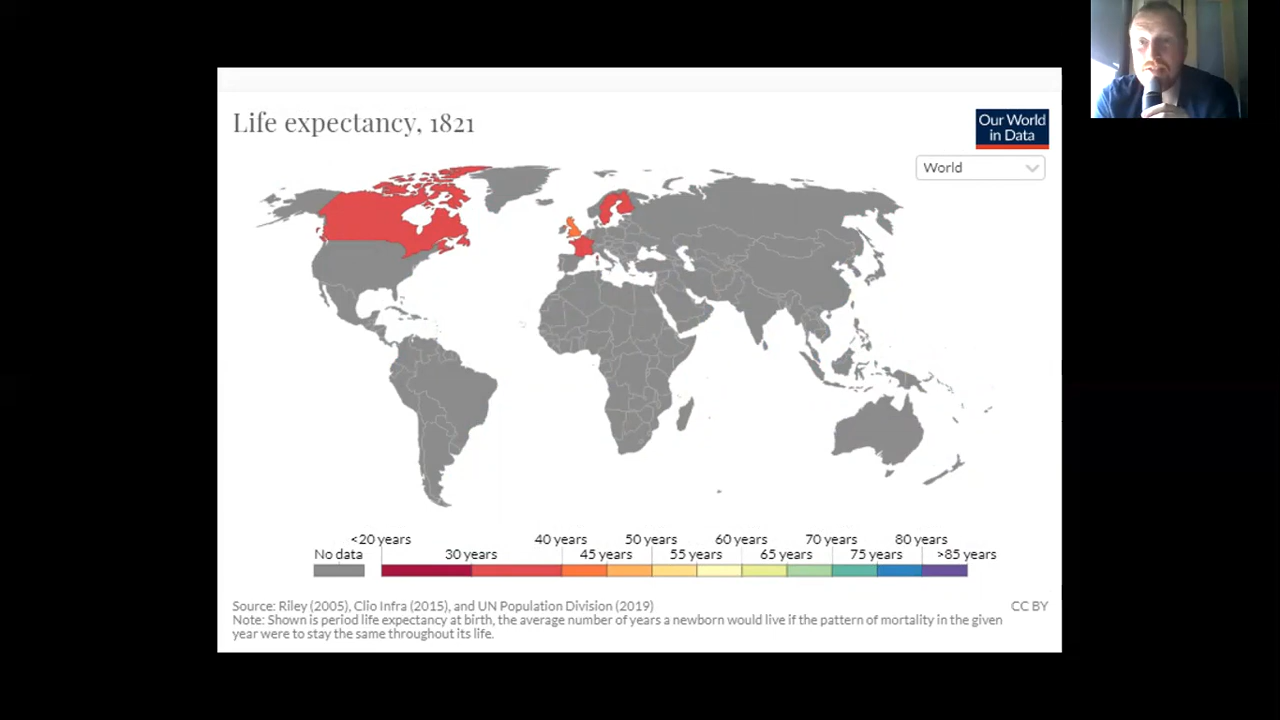 Life expectancy, 1821
Our World
in Data
World
<20 years
40 years
50 years
60 years
70 years
80 years
No data
30 years
45 years
55 years
65 years
75 years
>85 years
Source: Riley (2005), Clio Infra (2015), and UN Population Division (2019)
CC BY
Note: Shown is period life expectancy at birth, the average number of years a newborn would live if the pattern of mortality in the given
year were to stay the same throughout its life.